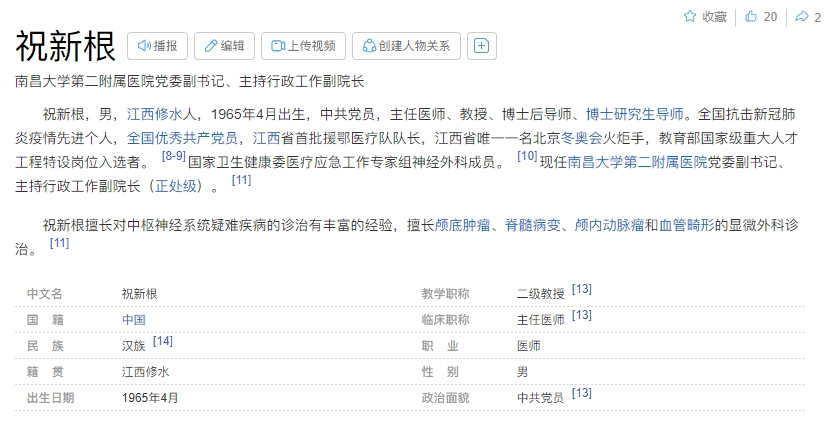 收藏 20 2
祝新根 播报 编辑 上传视频 创建人物关系
南昌大学第二附属医院党委副书记、主持行政工作副院长
祝新根，男，江西修水人，1965年4月出生，中共党员，主任医师、教授、博士后导师、博士研究生导师。全国抗击新冠肺
炎疫情先进个人，全国优秀共产党员，江西省首批援鄂医疗队队长，江西省唯一一名北京冬奥会火炬手，教育部国家级重大人才
工程特设岗位入选者。 [8-9] 国家卫生健康委医疗应急工作专家组神经外科成员。 [10] 现任南昌大学第二附属医院党委副书记、
主持行政工作副院长（正处级）。 [11]
祝新根擅长对中枢神经系统疑难疾病的诊治有丰富的经验，擅长颅底肿瘤、脊髓病变、颅内动脉瘤和血管畸形的显微外科诊
治。 [11]
中文名 祝新根 教学职称 二级教授 [13]
国 籍 中国 临床职称 主任医师 [13]
民 族 汉族 [14] 职 业 医师
籍 贯 江西修水 性 别 男
出生日期 1965年4月 政治面貌 中共党员 [13]